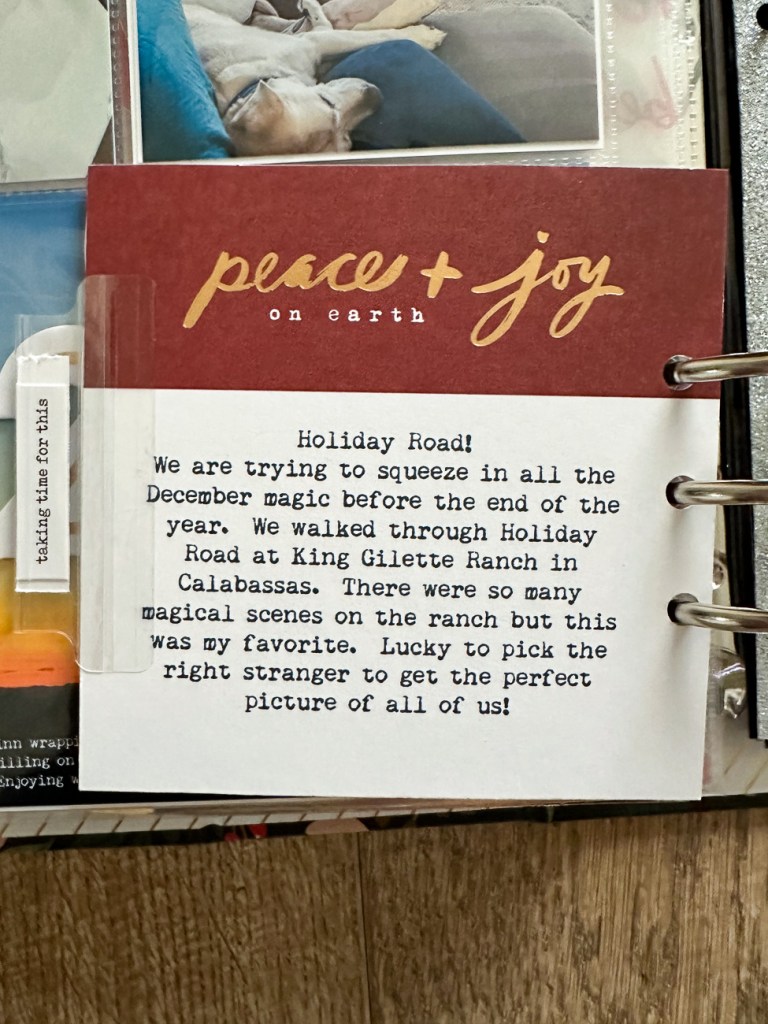 peace + joy
on earth
Holiday Road!
We are trying to squeeze in all the
December magic before the end of the
year. We walked through Holiday
Road at King Gilette Ranch in
Calabassas. There were so many
magical scenes on the ranch but this
was my favorite. Lucky to pick the
right stranger to get the perfect
picture of all of us!
taking time for this
Enjoying